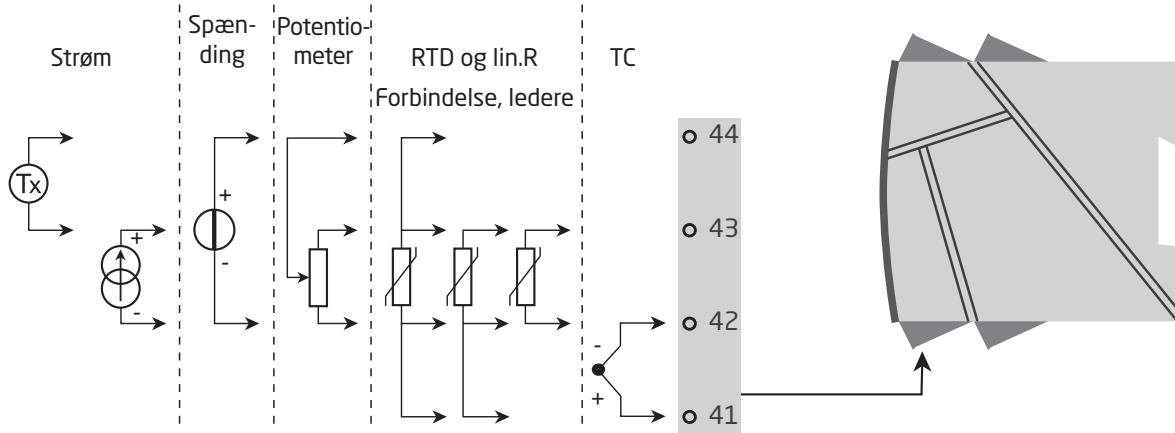 Strøm
Spæn-
ding
Potentio-
meter
RTD og lin.R
Forbindelse, ledere
TC
Tx
+
-
+
-
-
+
44
43
42
41